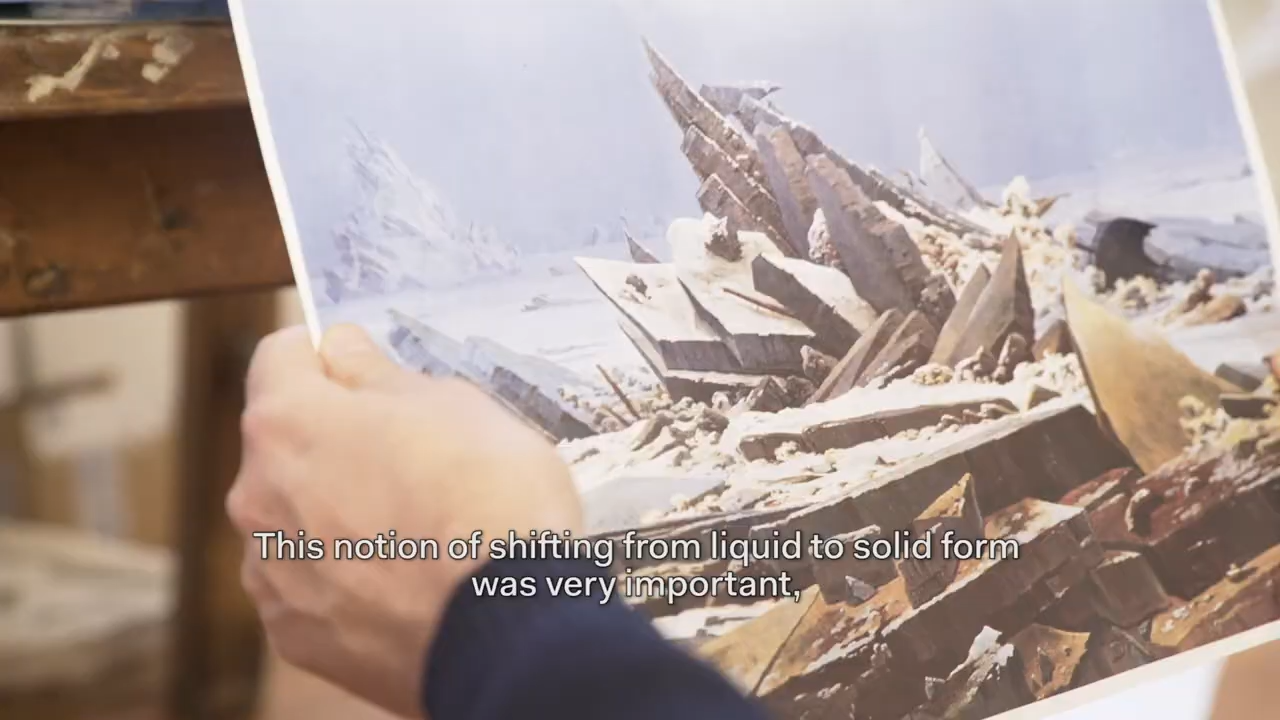 This notion of shifting from liquid to solid form
was very important,